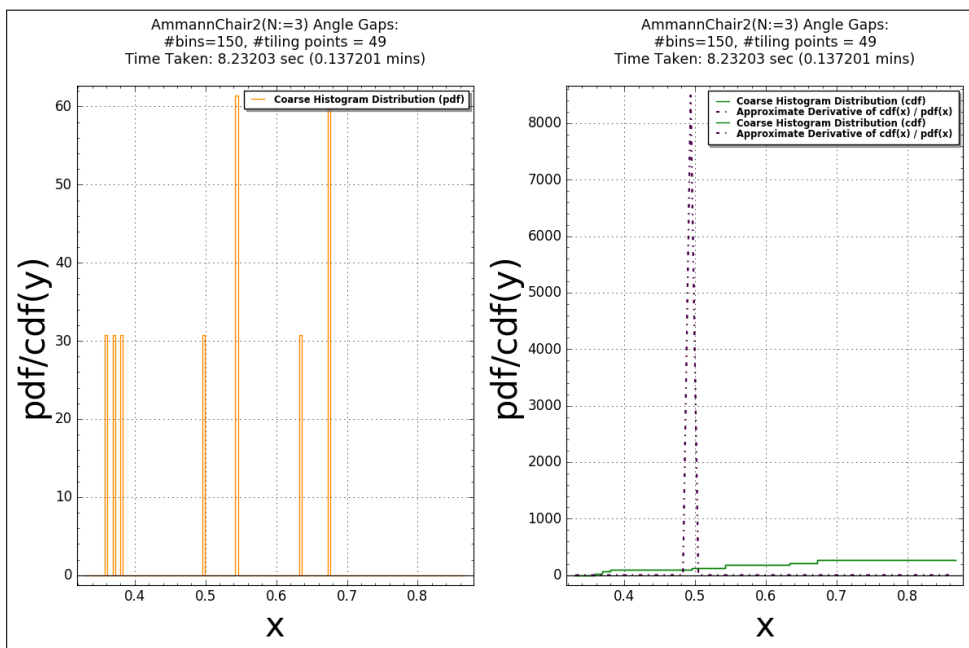 AmmannChair2(N:=3) Angle Gaps:
#bins=150, #tiling points = 49
Time Taken: 8.23203 sec (0.137201 mins)
Coarse Histogram Distribution (pdf)
60
50
40
30
20
10
0
pdf/cdf(y)
0.4 0.5 0.6 0.7 0.8
x
AmmannChair2(N:=3) Angle Gaps:
#bins=150, #tiling points = 49
Time Taken: 8.23203 sec (0.137201 mins)
Coarse Histogram Distribution (cdf)
Approximate Derivative of cdf(x) / pdf(x)
Coarse Histogram Distribution (cdf)
Approximate Derivative of cdf(x) / pdf(x)
8000
7000
6000
5000
4000
3000
2000
1000
0
pdf/cdf(y)
0.4 0.5 0.6 0.7 0.8
x